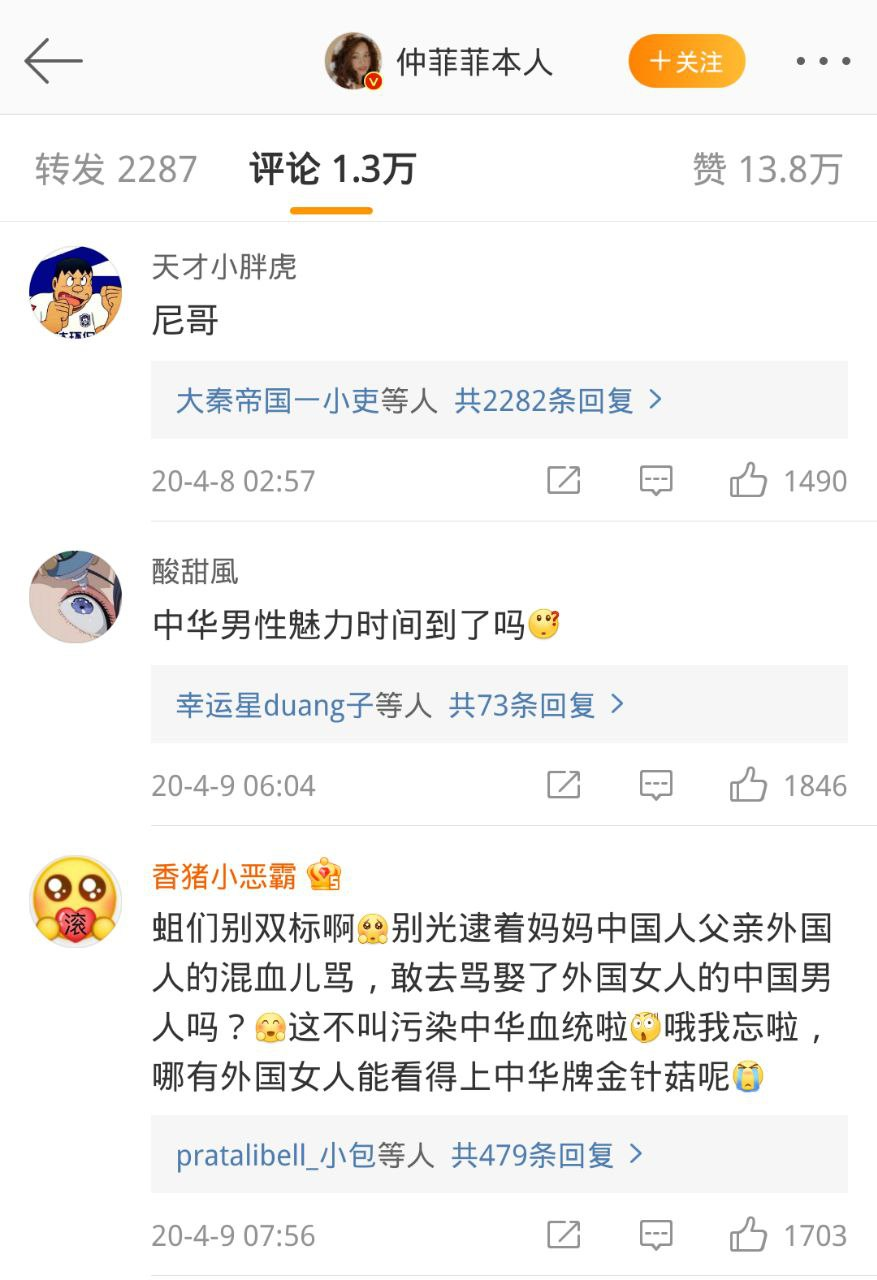 仲菲菲本人
+关注
转发 2287 评论 1.3万 赞 13.8万
天才小胖虎
尼哥
大秦帝国一小吏等人 共2282条回复
20-4-8 02:57 1490
酸甜風
中华男性魅力时间到了吗
幸运星duang子等人 共73条回复
20-4-9 06:04 1846
滚
香猪小恶霸
蛆们别双标啊别光逮着妈妈中国人父亲外国
人的混血儿骂，敢去骂娶了外国女人的中国男
人吗？这不叫污染中华血统啦哦我忘啦，
哪有外国女人能看得上中华牌金针菇呢
pratalibell_小包等人 共479条回复
20-4-9 07:56 1703